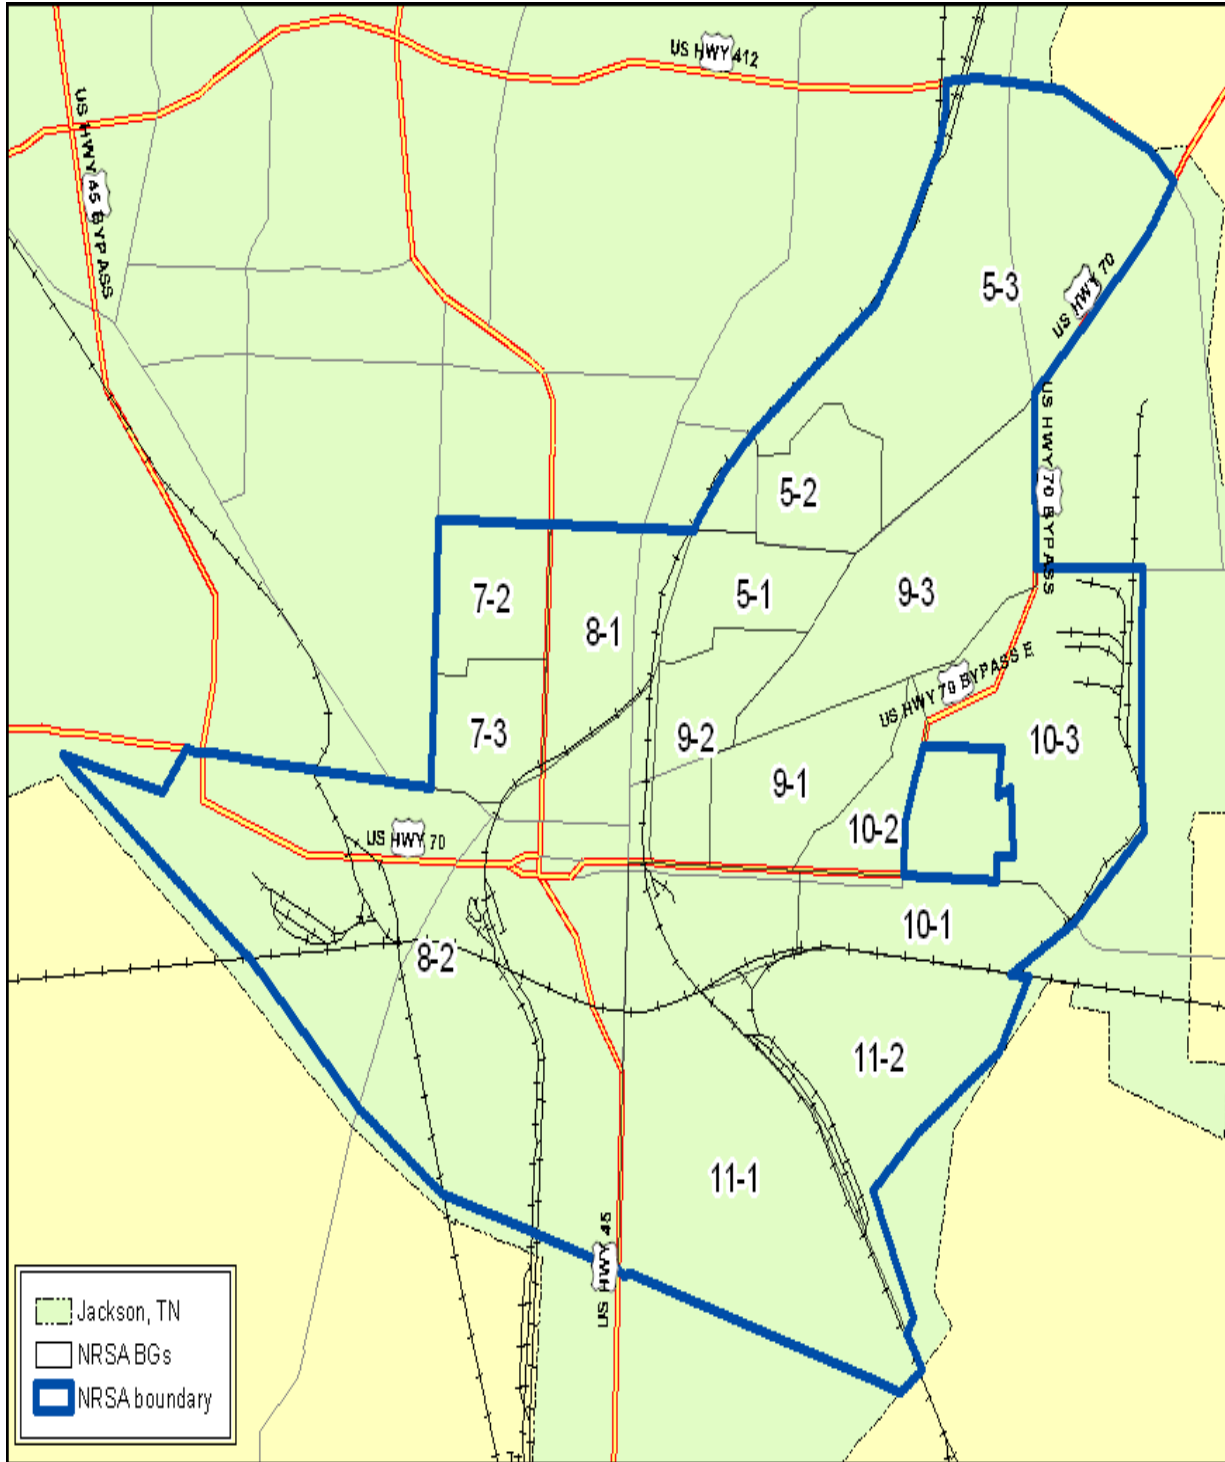 US HWY 412
US HWY 45 BYPASS
5-3
US HWY 70
US HWY 70 BYPASS
5-2
7-2
8-1
5-1
9-3
US HWY 70 BYPASS E
7-3
9-2
10-3
9-1
10-2
US HWY 70
10-1
8-2
11-2
11-1
US HWY 45
Jackson, TN
NRSA BGs
NRSA boundary